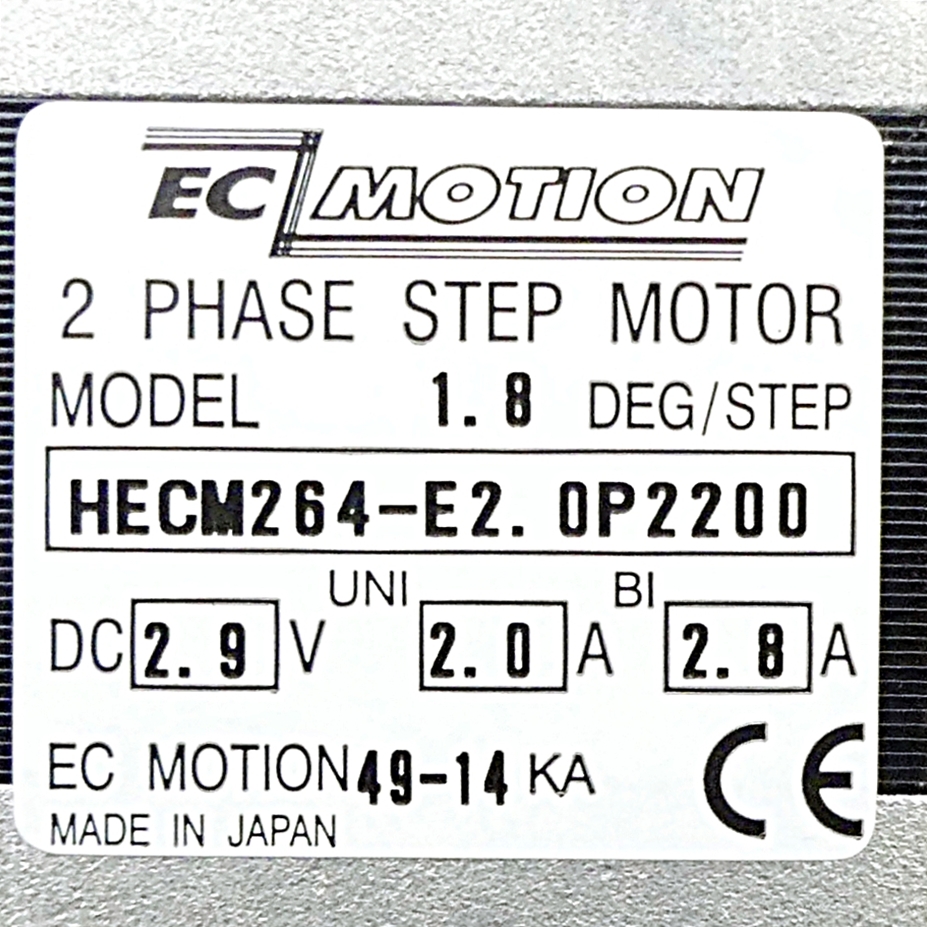 EC MOTION
2 PHASE STEP MOTOR
MODEL 1.8 DEG/STEP
HECM264-E2.0P2200
UNI BI
DC 2.9 V 2.0 A 2.8 A
EC MOTION 49-14 KA
MADE IN JAPAN CE